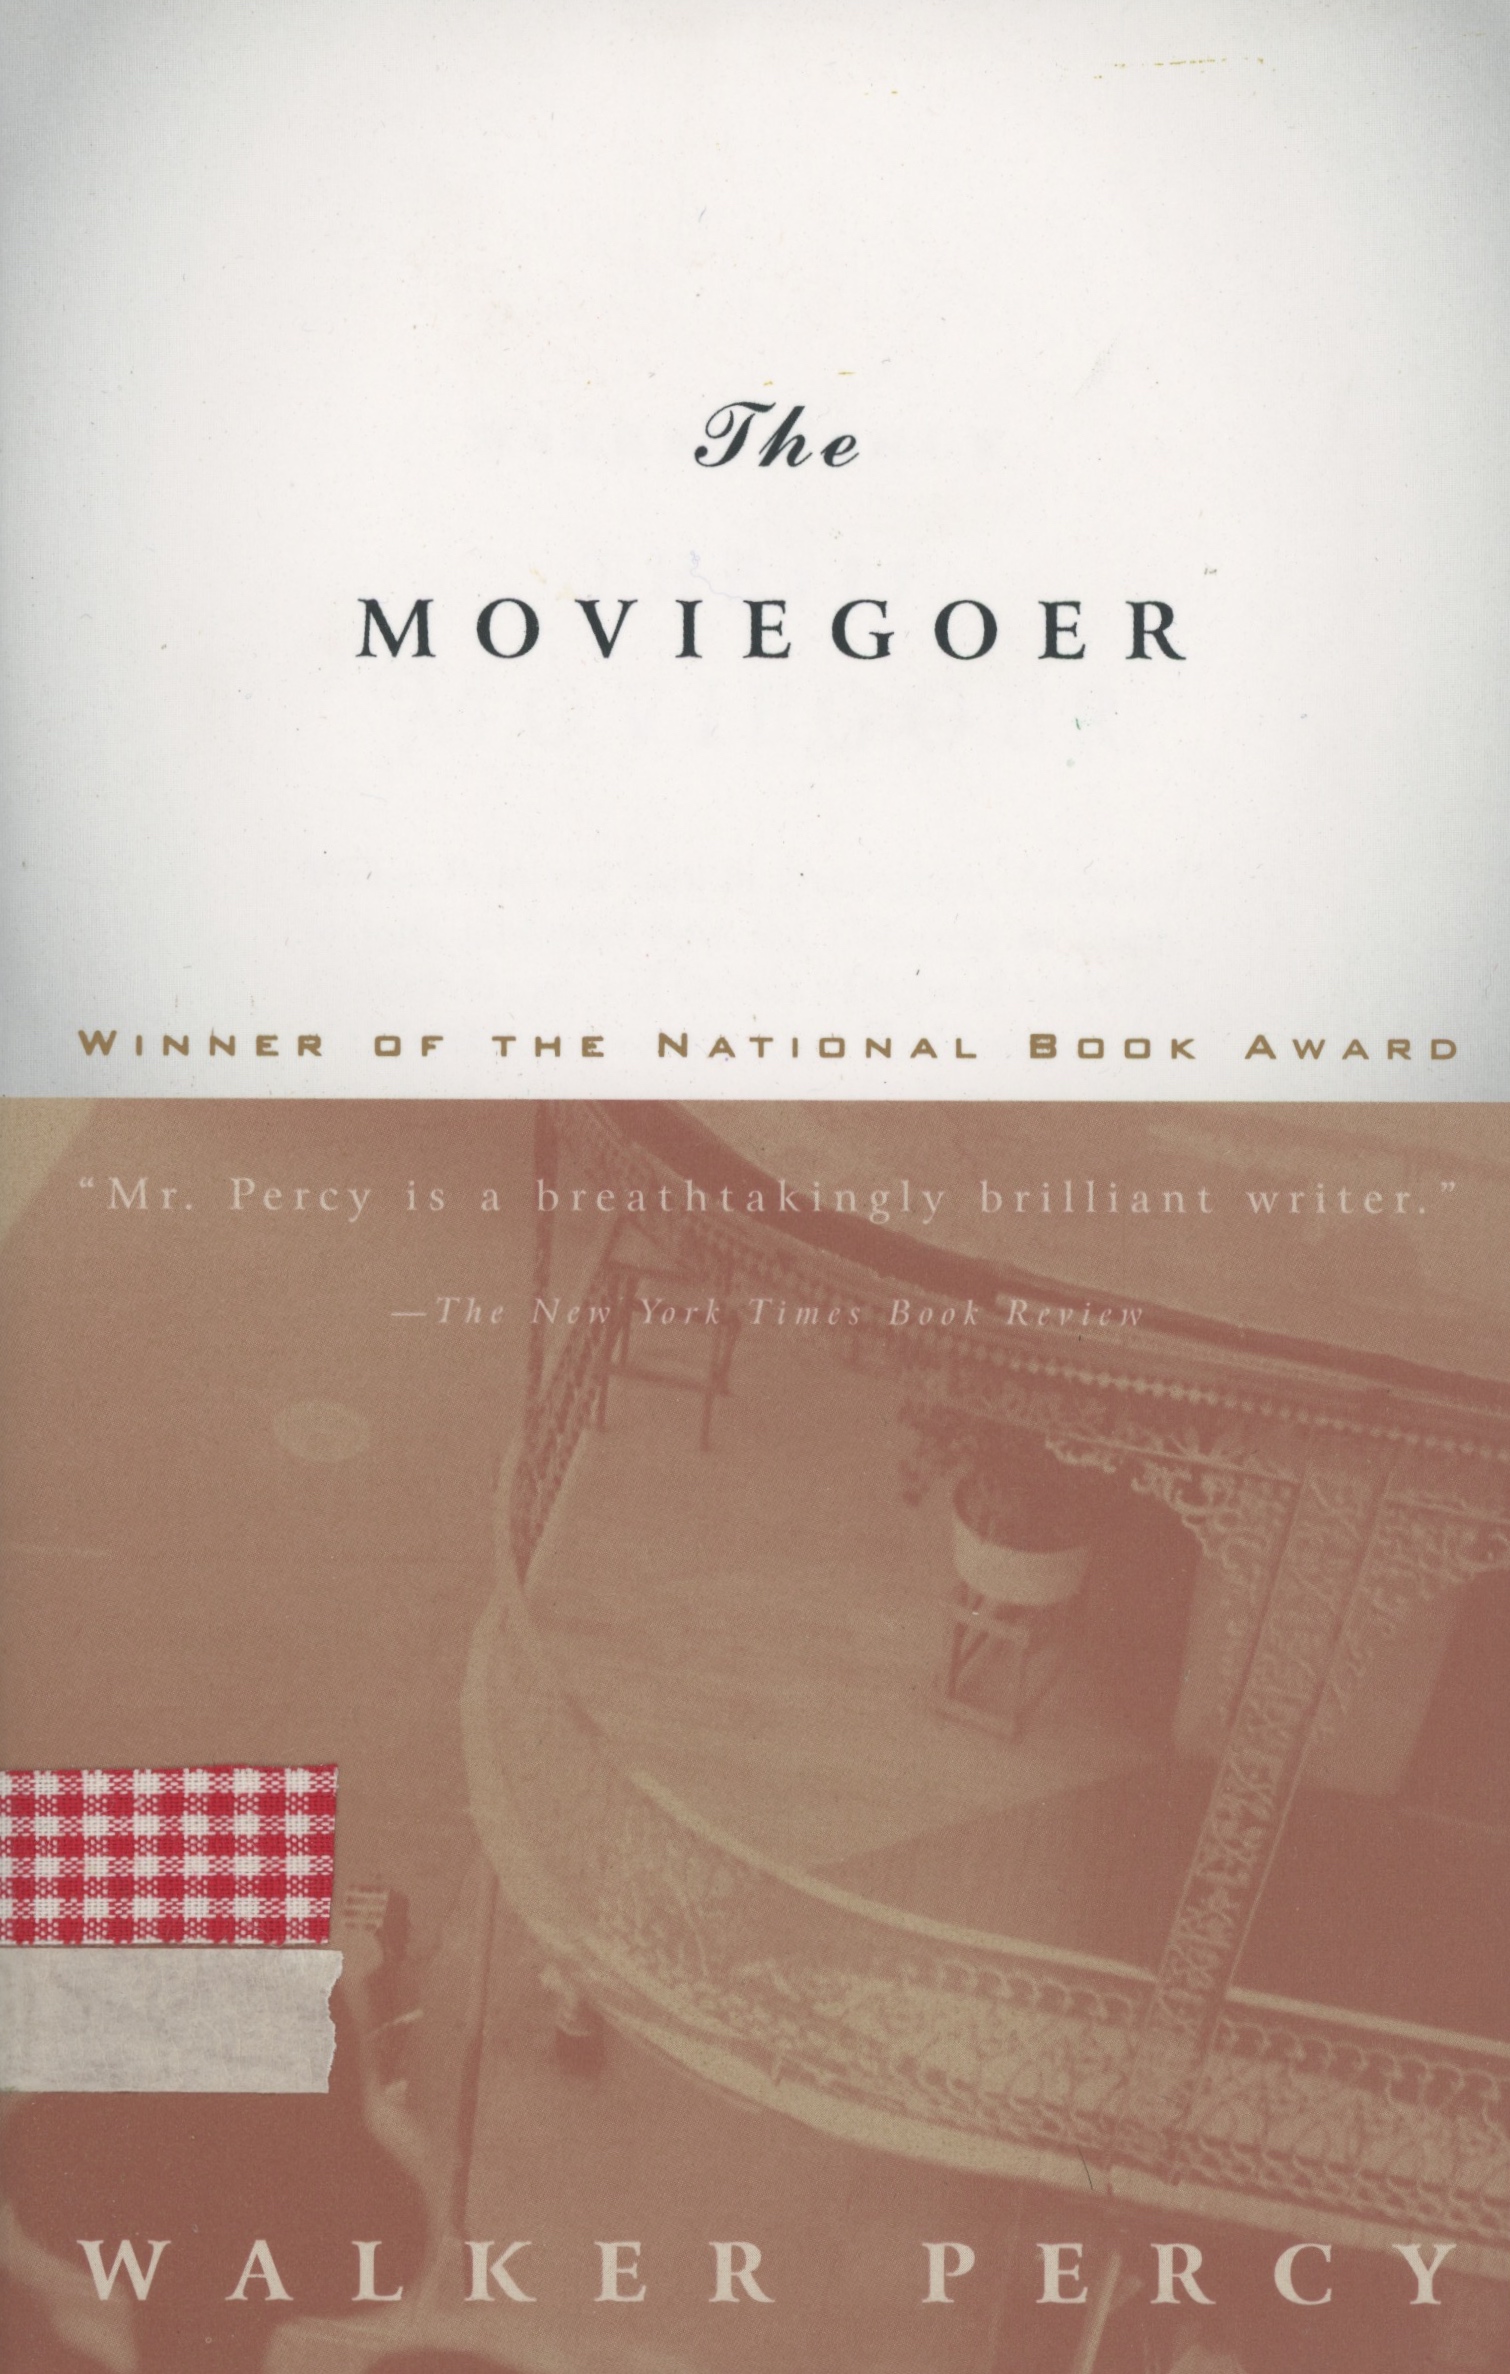 The
MOVIEGOER
WINNER OF THE NATIONAL BOOK AWARD
“Mr. Percy is a breathtakingly brilliant writer.”
—The New York Times Book Review
WALKER PERCY